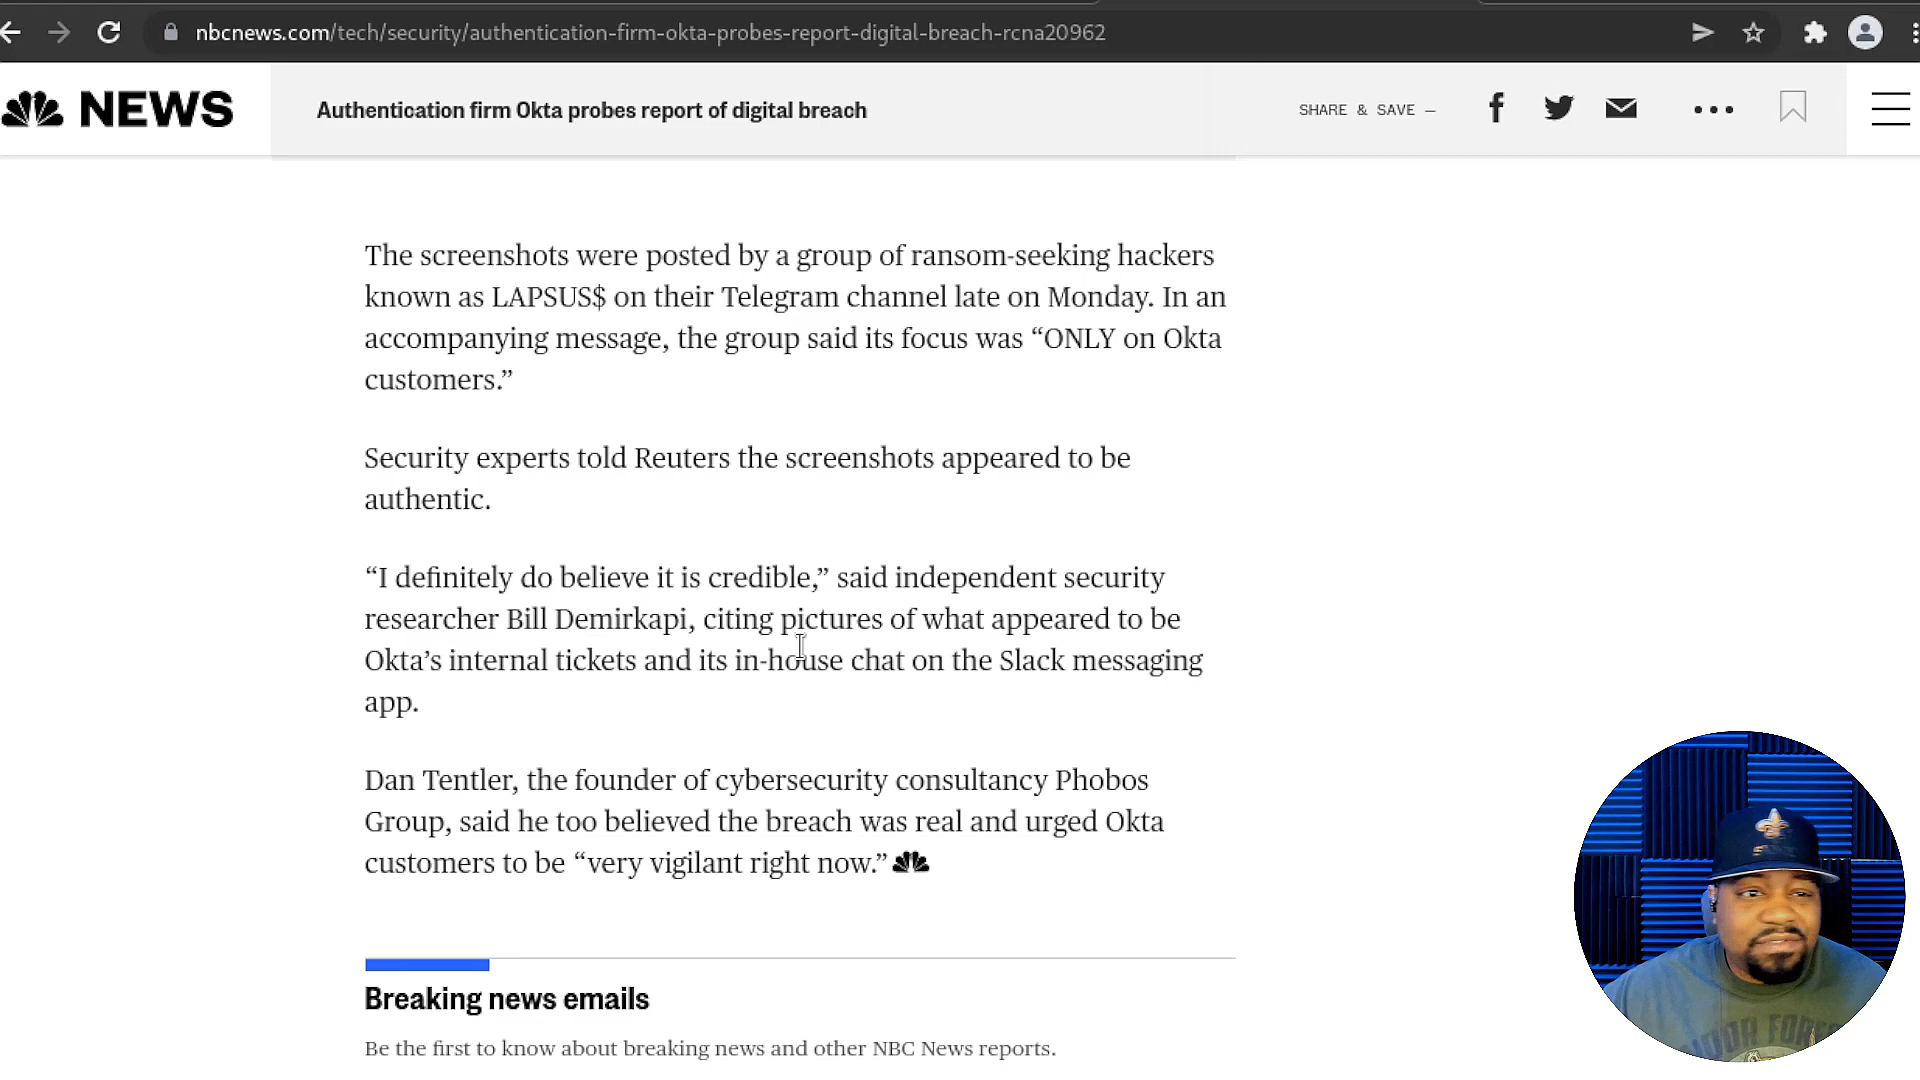 nbcnews.com/tech/security/authentication-firm-okta-probes-report-digital-breach-rcna20962
NEWS
Authentication firm Okta probes report of digital breach
SHARE & SAVE —
The screenshots were posted by a group of ransom-seeking hackers
known as LAPSUS$ on their Telegram channel late on Monday. In an
accompanying message, the group said its focus was “ONLY on Okta
customers.”
Security experts told Reuters the screenshots appeared to be
authentic.
“I definitely do believe it is credible,” said independent security
researcher Bill Demirkapi, citing pictures of what appeared to be
Okta’s internal tickets and its in-house chat on the Slack messaging
app.
Dan Tentler, the founder of cybersecurity consultancy Phobos
Group, said he too believed the breach was real and urged Okta
customers to be “very vigilant right now.”
Breaking news emails
Be the first to know about breaking news and other NBC News reports.